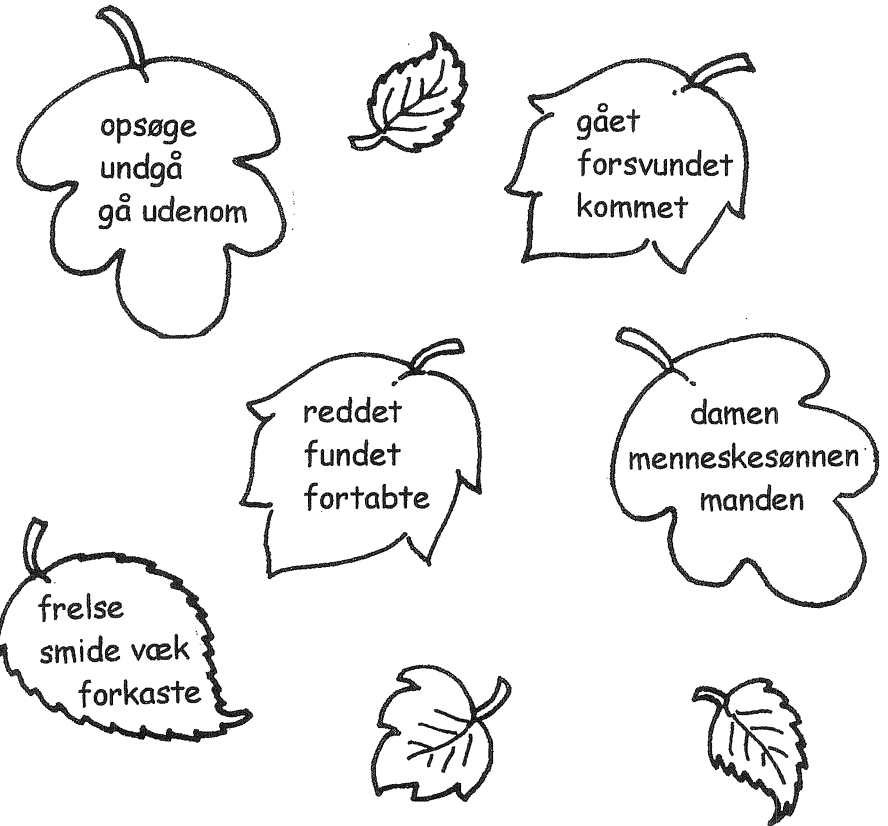 opsøge
undgå
gå udenom
gået
forsvundet
kommet
reddet
fundet
fortabte
damen
menneskesønnen
manden
frelse
smide væk
forkaste